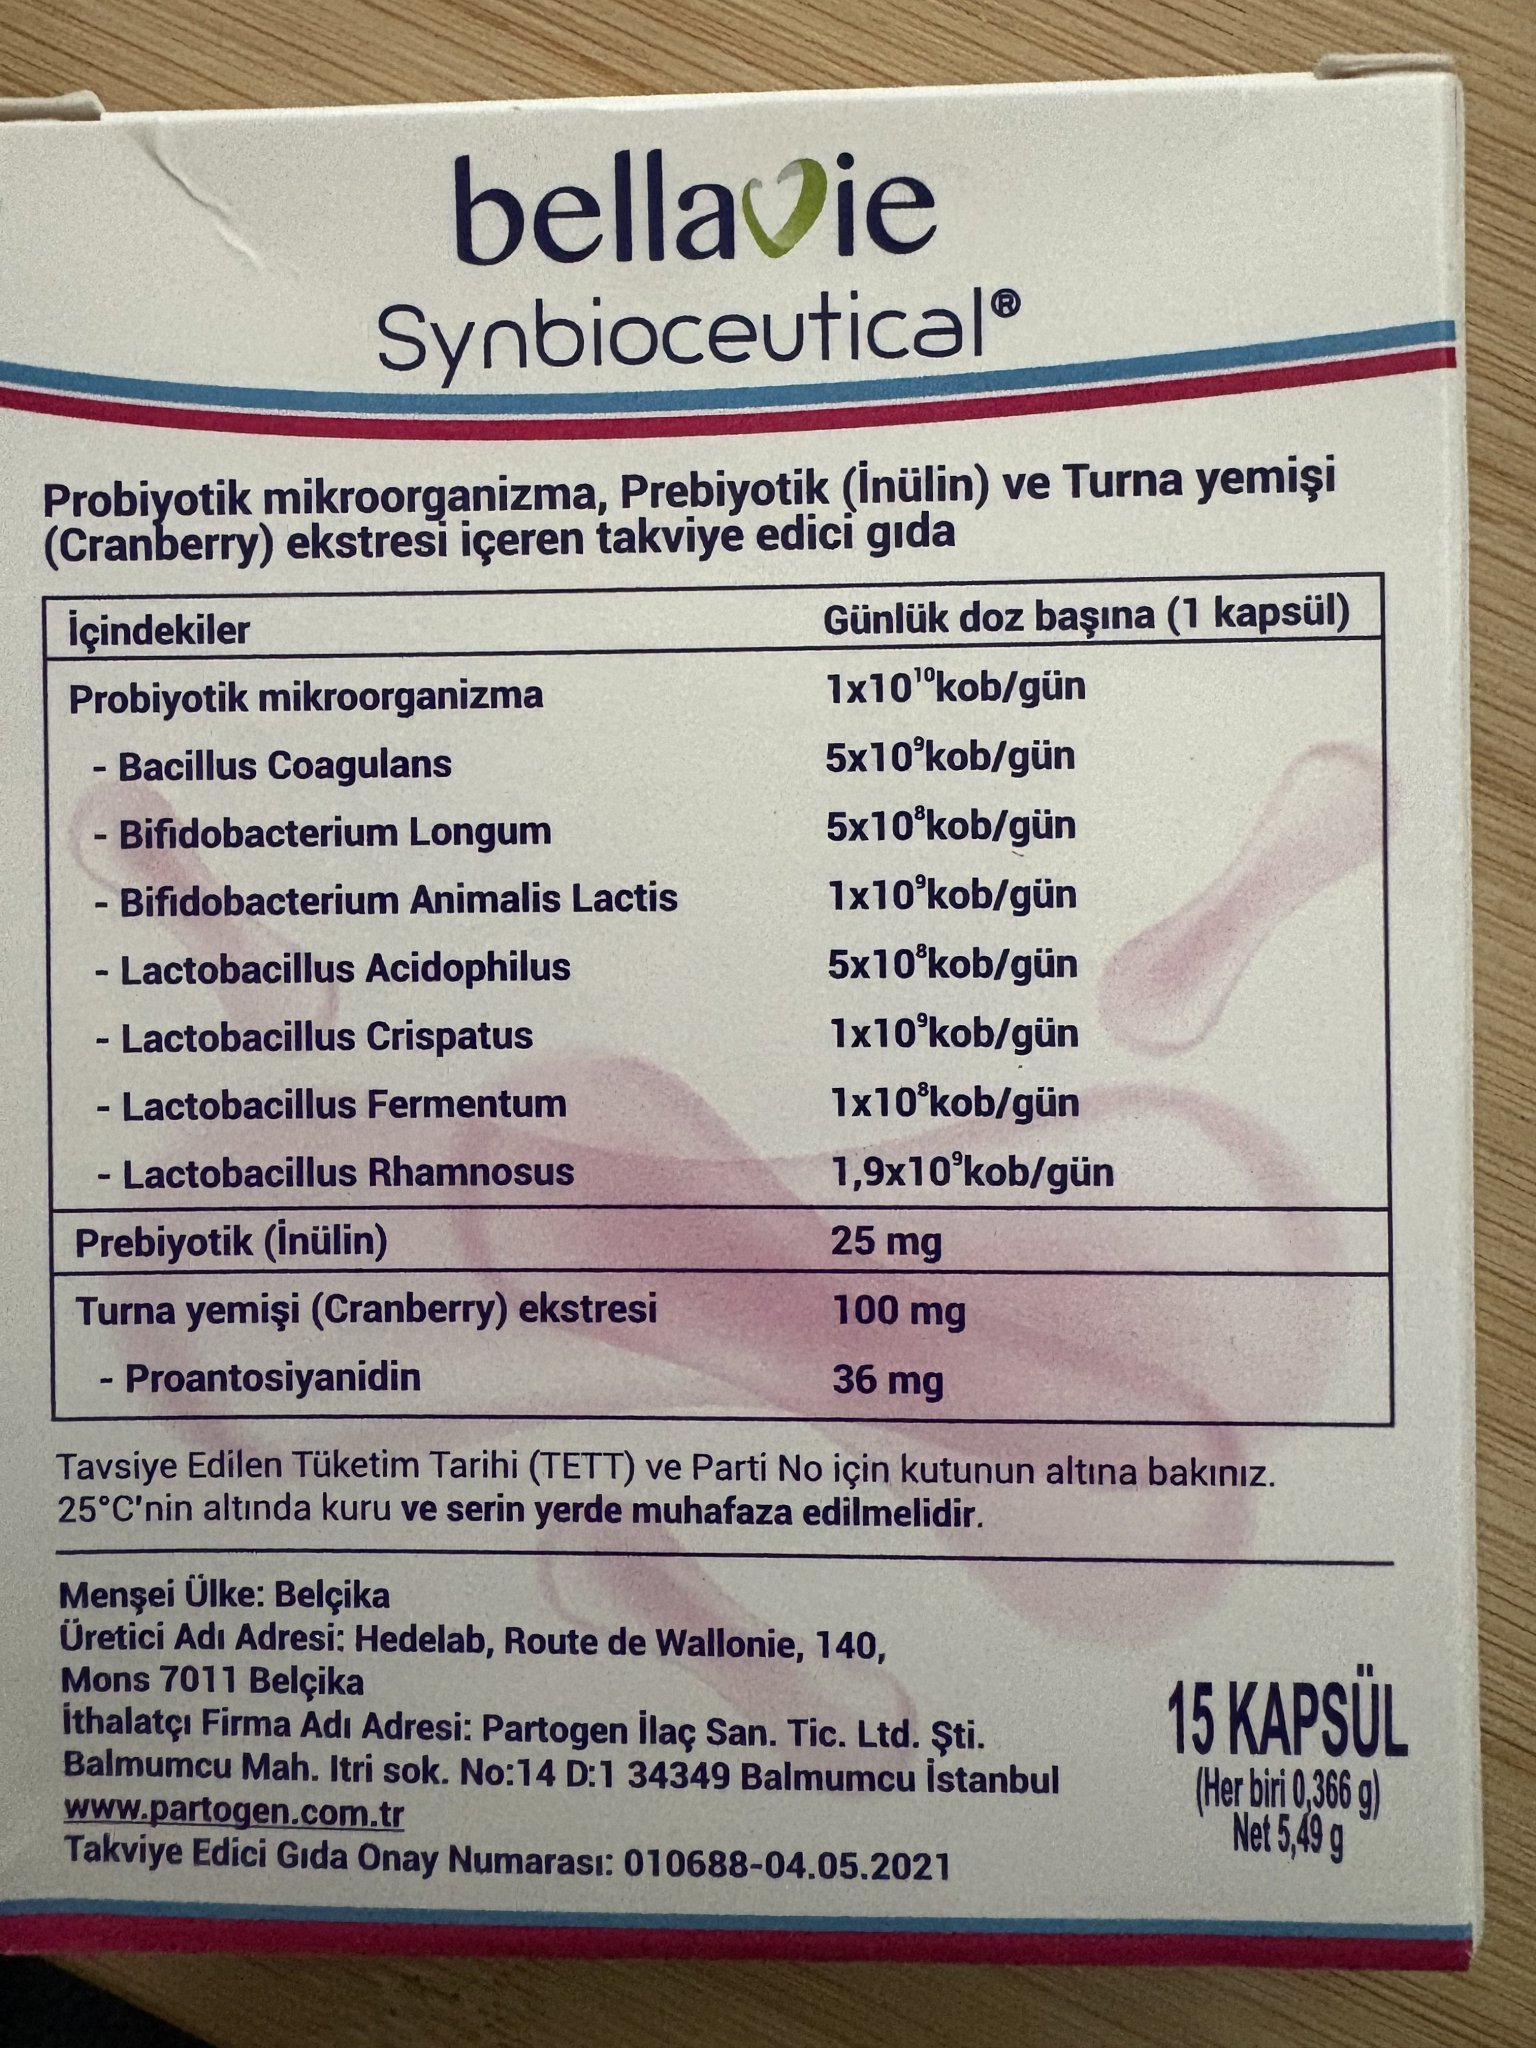 bellavie
Synbioceutical®
Probiyotik mikroorganizma, Prebiyotik (İnülin) ve Turna yemişi
(Cranberry) ekstresi içeren takviye edici gıda
İçindekiler Günlük doz başına (1 kapsül)
Probiyotik mikroorganizma 1x10¹⁰kob/gün
- Bacillus Coagulans 5x10⁹kob/gün
- Bifidobacterium Longum 5x10⁸kob/gün
- Bifidobacterium Animalis Lactis 1x10⁹kob/gün
- Lactobacillus Acidophilus 5x10⁸kob/gün
- Lactobacillus Crispatus 1x10⁹kob/gün
- Lactobacillus Fermentum 1x10⁸kob/gün
- Lactobacillus Rhamnosus 1,9x10⁹kob/gün
Prebiyotik (İnülin) 25 mg
Turna yemişi (Cranberry) ekstresi 100 mg
- Proantosiyanidin 36 mg
Tavsiye Edilen Tüketim Tarihi (TETT) ve Parti No için kutunun altına bakınız.
25°C'nin altında kuru ve serin yerde muhafaza edilmelidir.
Menşei Ülke: Belçika
Üretici Adı Adresi: Hedelab, Route de Wallonie, 140,
Mons 7011 Belçika
İthalatçı Firma Adı Adresi: Partogen İlaç San. Tic. Ltd. Şti.
Balmumcu Mah. Itri sok. No:14 D:1 34349 Balmumcu İstanbul
www.partogen.com.tr
Takviye Edici Gıda Onay Numarası: 010688-04.05.2021
15 KAPSÜL
(Her biri 0,366 g)
Net 5,49 g